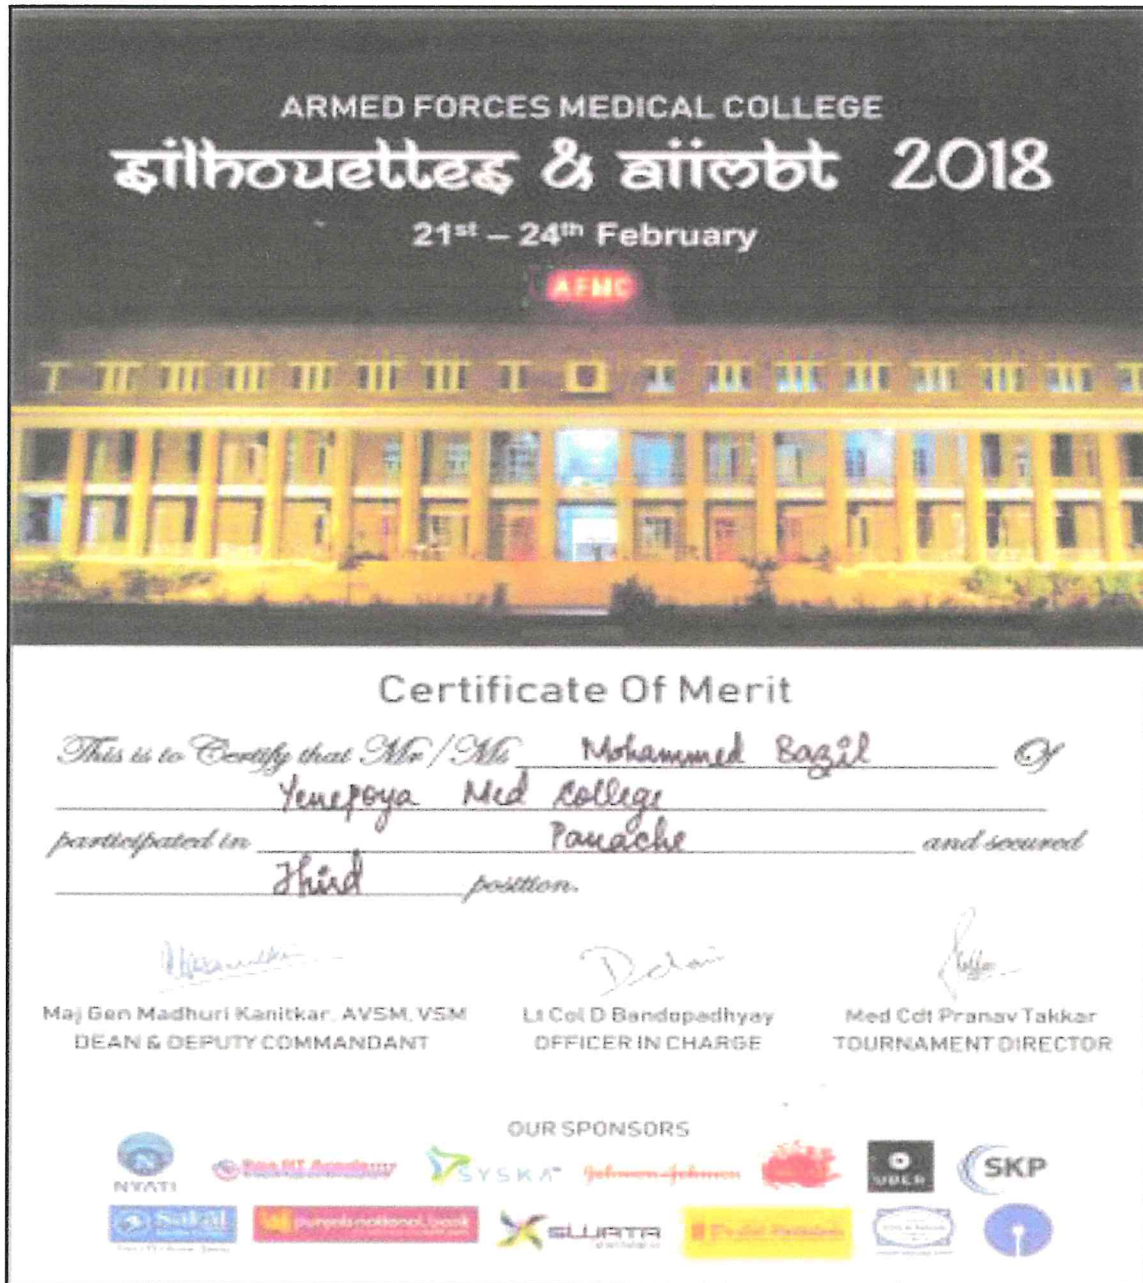 ARMED FORCES MEDICAL COLLEGE
silhouettes & aiimbt 2018
21st – 24th February
AFMC
Certificate Of Merit
This is to Certify that Mr / Ms Mohammed Bazil Of
Yenepoya Med College
participated in Panache and secured
Third position.
Maj Gen Madhuri Kanitkar, AVSM, VSM
Lt Col D Bandopadhyay
Med Cdt Pranav Takkar
DEAN & DEPUTY COMMANDANT
OFFICER IN CHARGE
TOURNAMENT DIRECTOR
OUR SPONSORS
NYATI
Academy
SYSKA
Johnson & Johnson
UBER
SKP
Sakal
punjab national bank